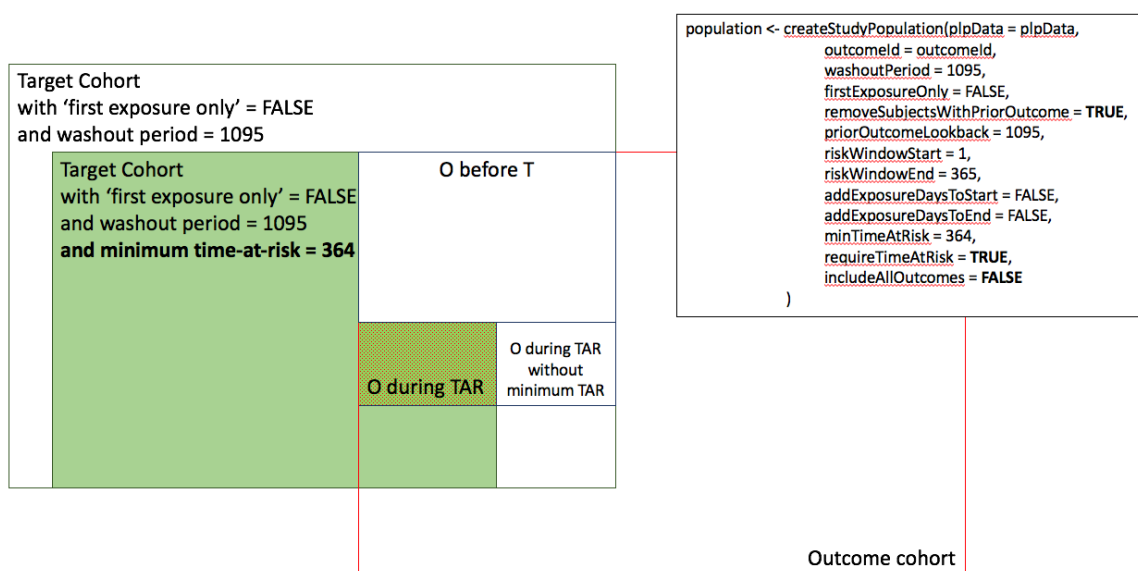 Target Cohort
with ‘first exposure only’ = FALSE
and washout period = 1095
Target Cohort
with ‘first exposure only’ = FALSE
and washout period = 1095
and minimum time-at-risk = 364
O before T
O during TAR
O during TAR
without
minimum TAR
population <- createStudyPopulation(plpData = plpData,
outcomeId = outcomeId,
washoutPeriod = 1095,
firstExposureOnly = FALSE,
removeSubjectsWithPriorOutcome = TRUE,
priorOutcomeLookback = 1095,
riskWindowStart = 1,
riskWindowEnd = 365,
addExposureDaysToStart = FALSE,
addExposureDaysToEnd = FALSE,
minTimeAtRisk = 364,
requireTimeAtRisk = TRUE,
includeAllOutcomes = FALSE
)
Outcome cohort